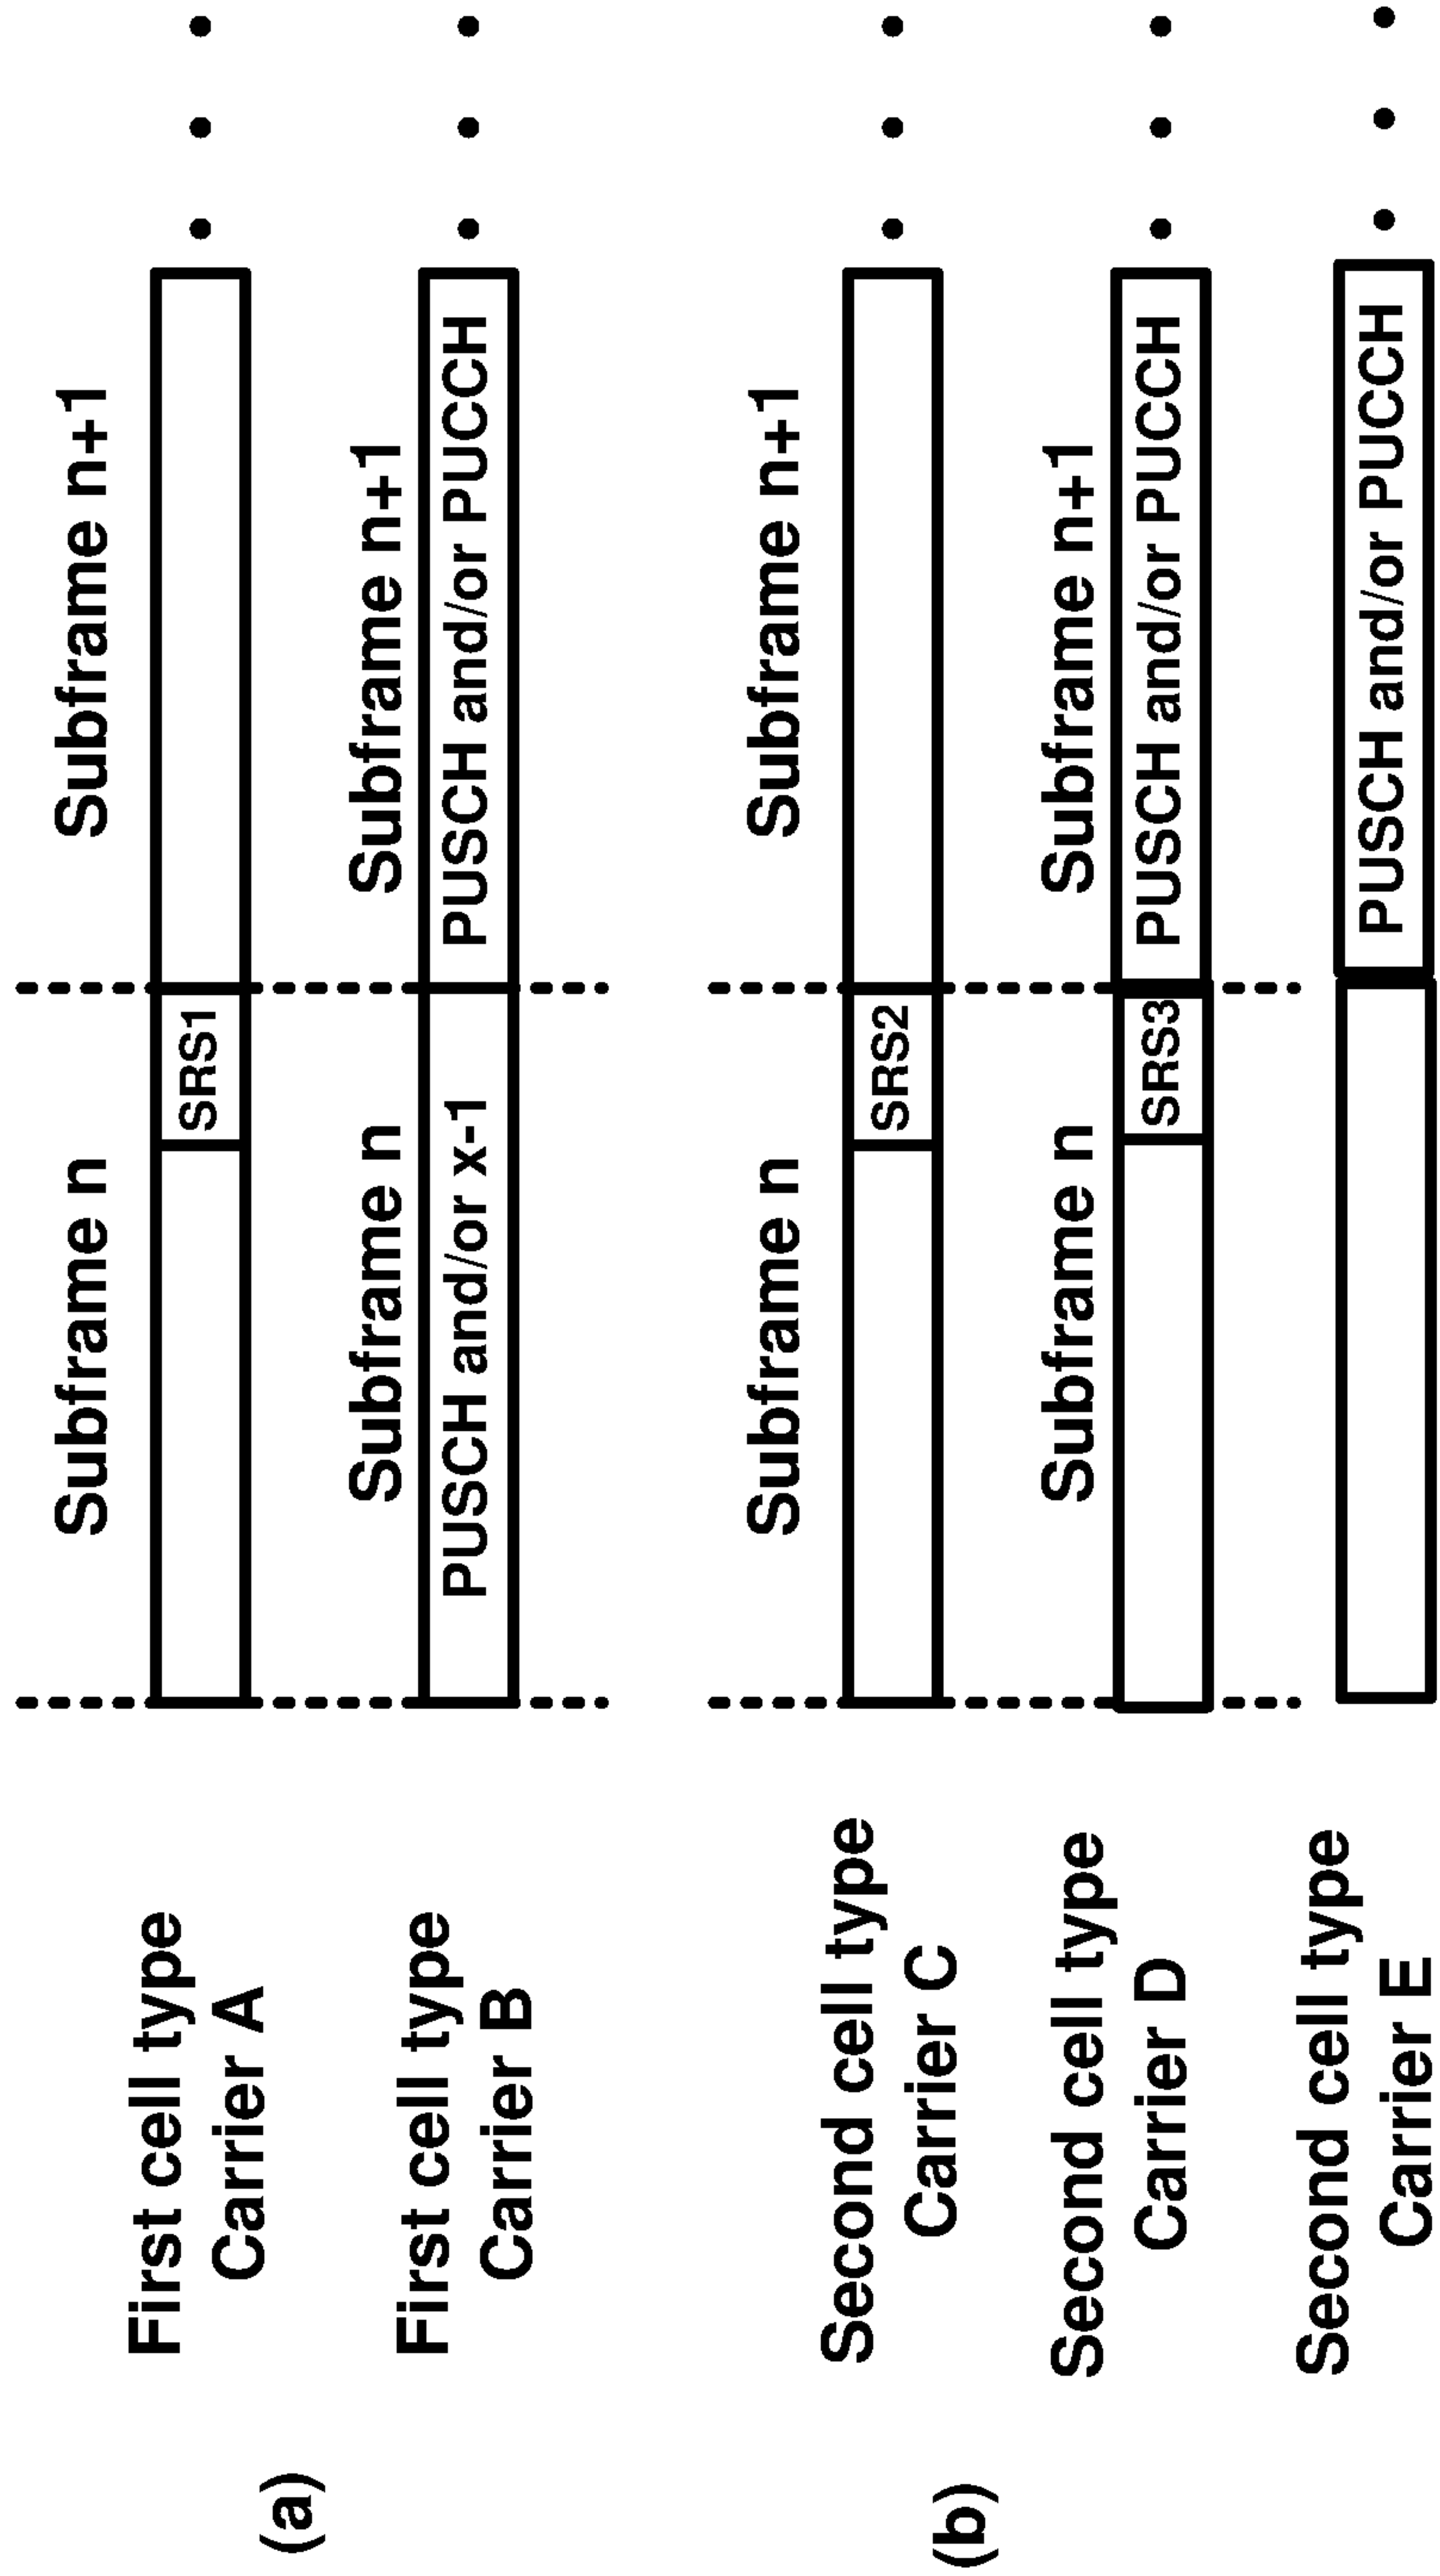 (a)
Subframe n
Subframe n+1
First cell type
Carrier A
SRS1
Subframe n
Subframe n+1
First cell type
Carrier B
PUSCH and/or x-1
PUSCH and/or PUCCH
(b)
Subframe n
Subframe n+1
Second cell type
Carrier C
SRS2
Subframe n
Subframe n+1
Second cell type
Carrier D
SRS3
PUSCH and/or PUCCH
Second cell type
Carrier E
PUSCH and/or PUCCH